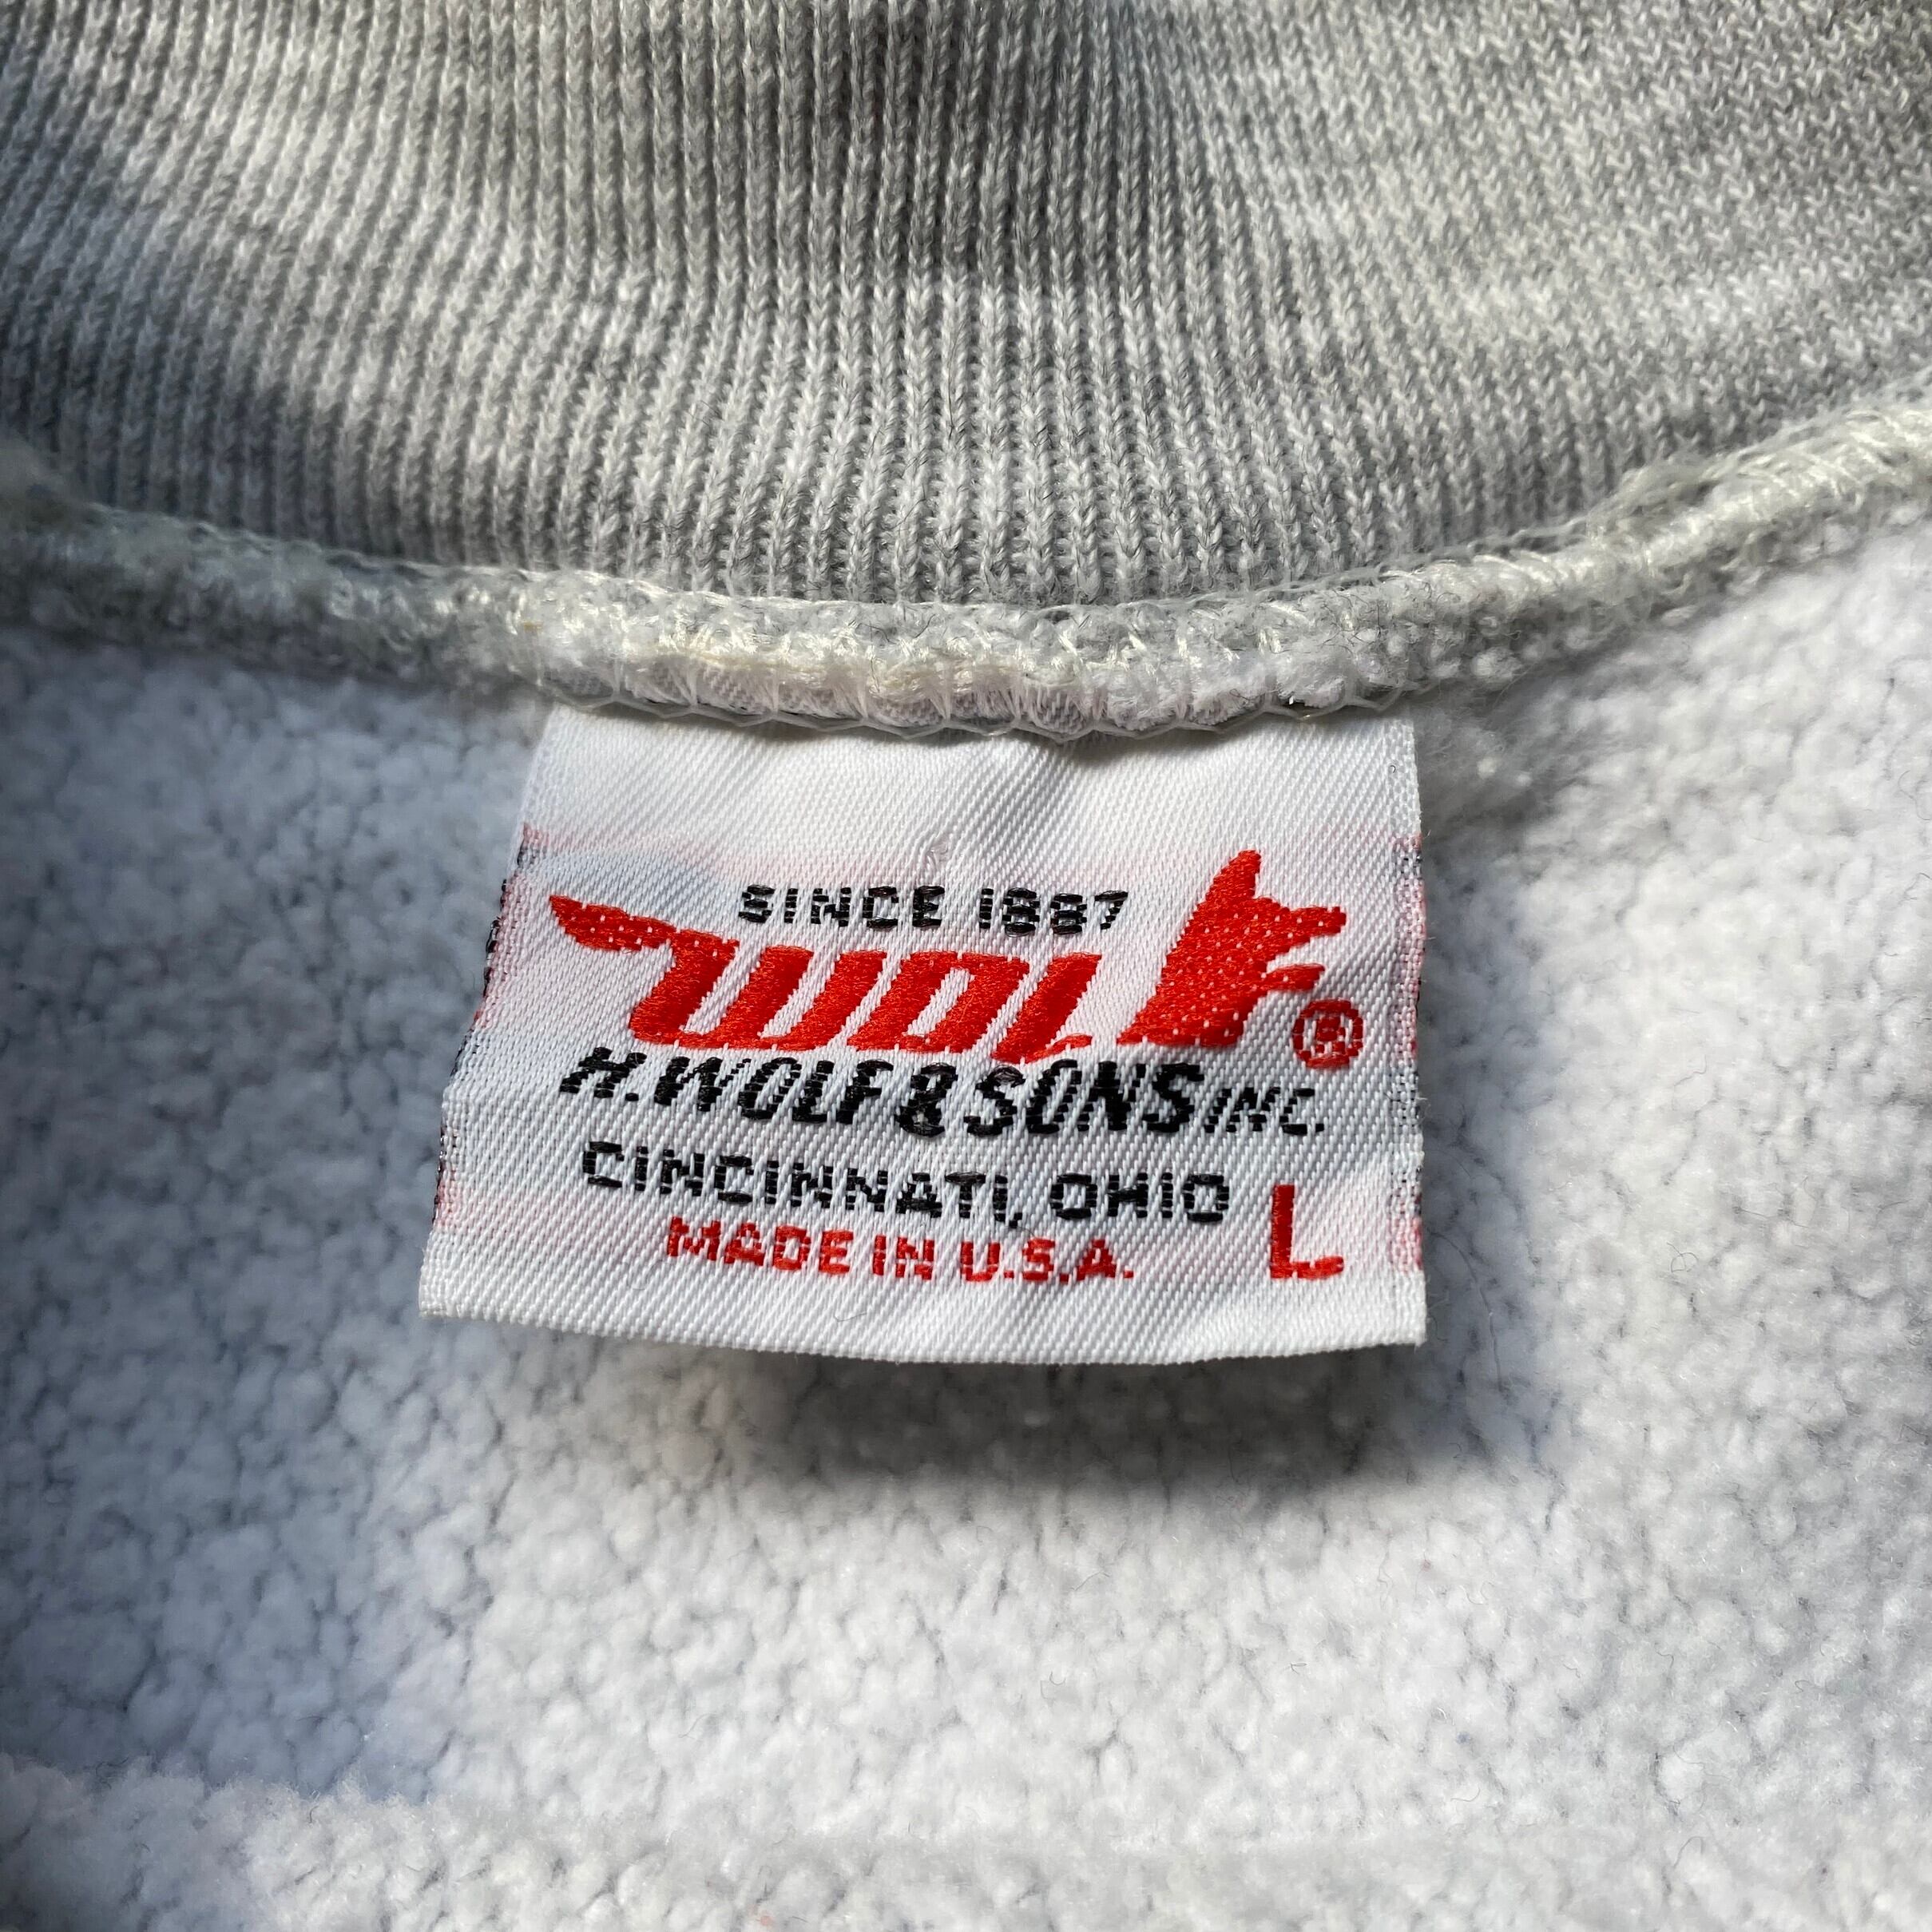 SINCE 1887
WOLF®
H. WOLF & SONS INC.
CINCINNATI, OHIO
MADE IN U.S.A. L